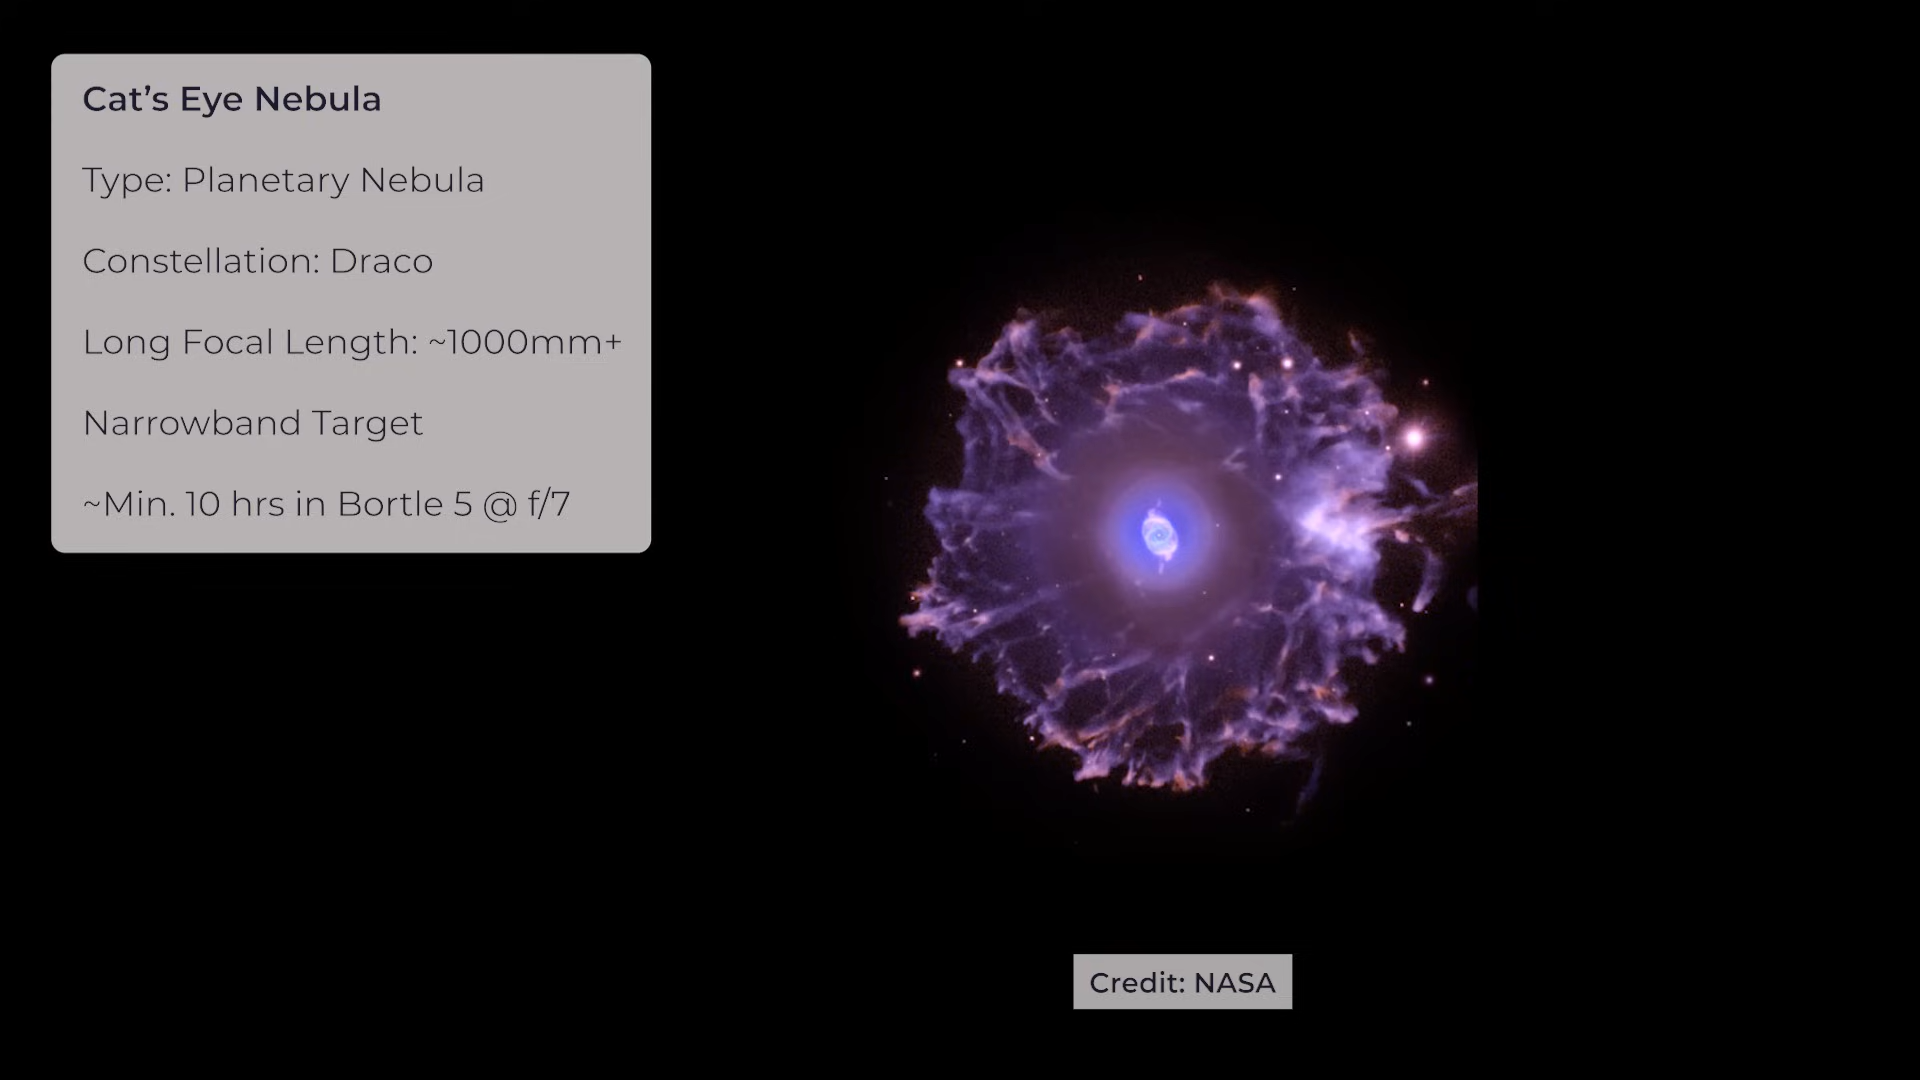 Cat’s Eye Nebula
Type: Planetary Nebula
Constellation: Draco
Long Focal Length: ~1000mm+
Narrowband Target
~Min. 10 hrs in Bortle 5 @ f/7
Credit: NASA